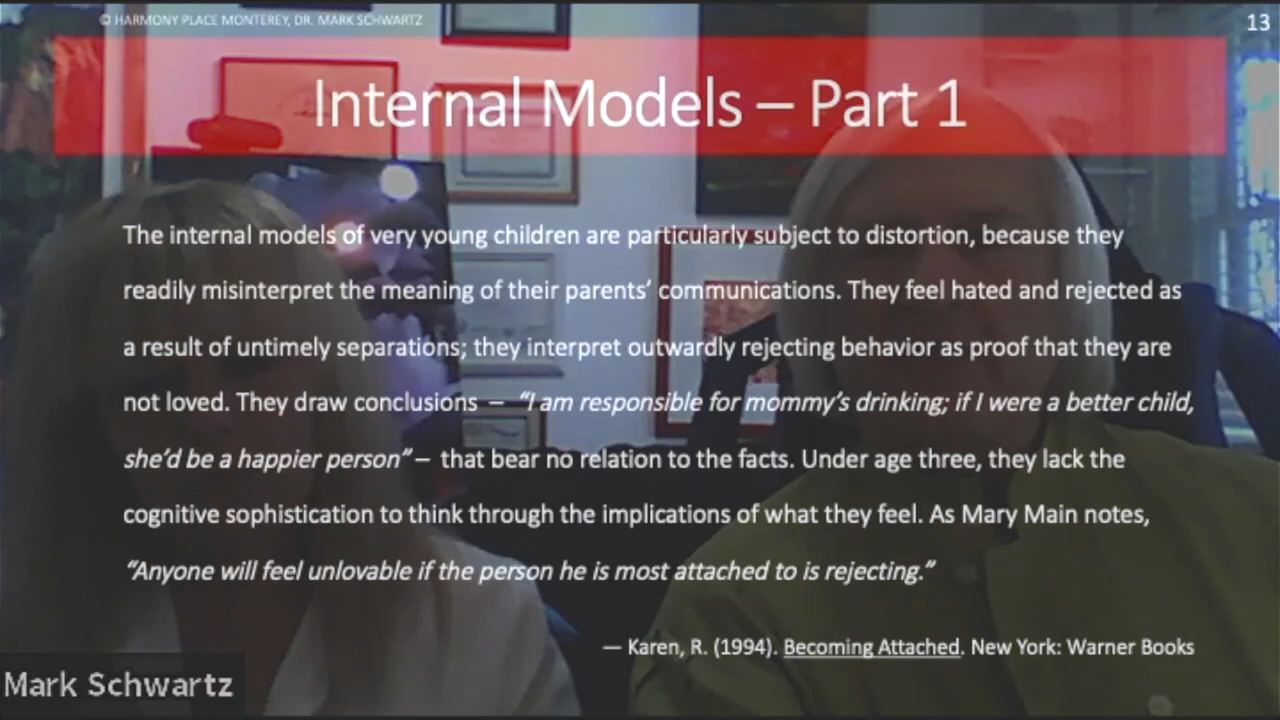 © HARMONY PLACE MONTEREY, DR. MARK SCHWARTZ
13
Internal Models – Part 1
The internal models of very young children are particularly subject to distortion, because they
readily misinterpret the meaning of their parents’ communications. They feel hated and rejected as
a result of untimely separations; they interpret outwardly rejecting behavior as proof that they are
not loved. They draw conclusions – “I am responsible for mommy’s drinking; if I were a better child,
she’d be a happier person” – that bear no relation to the facts. Under age three, they lack the
cognitive sophistication to think through the implications of what they feel. As Mary Main notes,
“Anyone will feel unlovable if the person he is most attached to is rejecting.”
— Karen, R. (1994). Becoming Attached. New York: Warner Books
Mark Schwartz